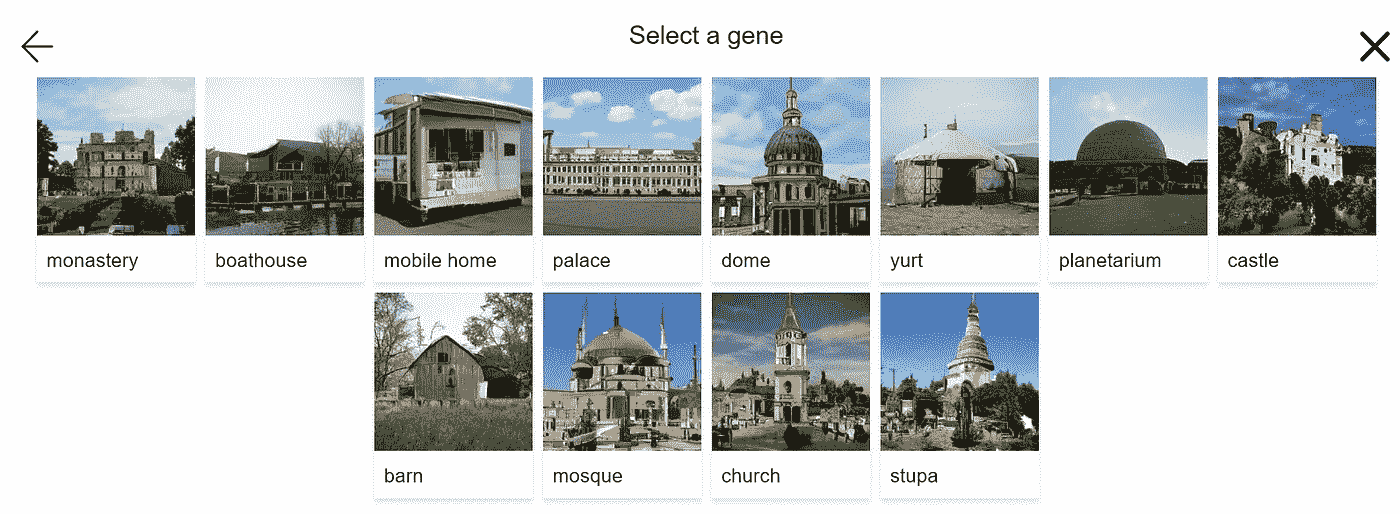 Select a gene
monastery
boathouse
mobile home
palace
dome
yurt
planetarium
castle
barn
mosque
church
stupa